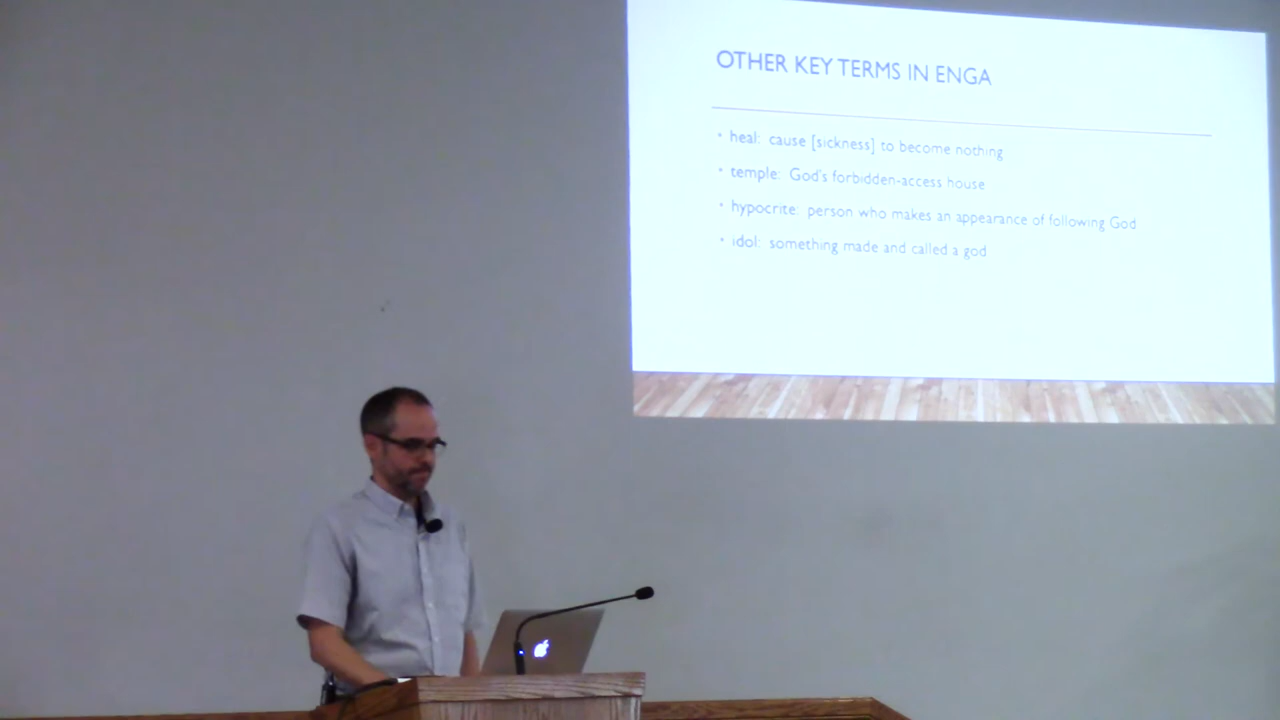 OTHER KEY TERMS IN ENGA
• heal: cause [sickness] to become nothing
• temple: God's forbidden-access house
• hypocrite: person who makes an appearance of following God
• idol: something made and called a god